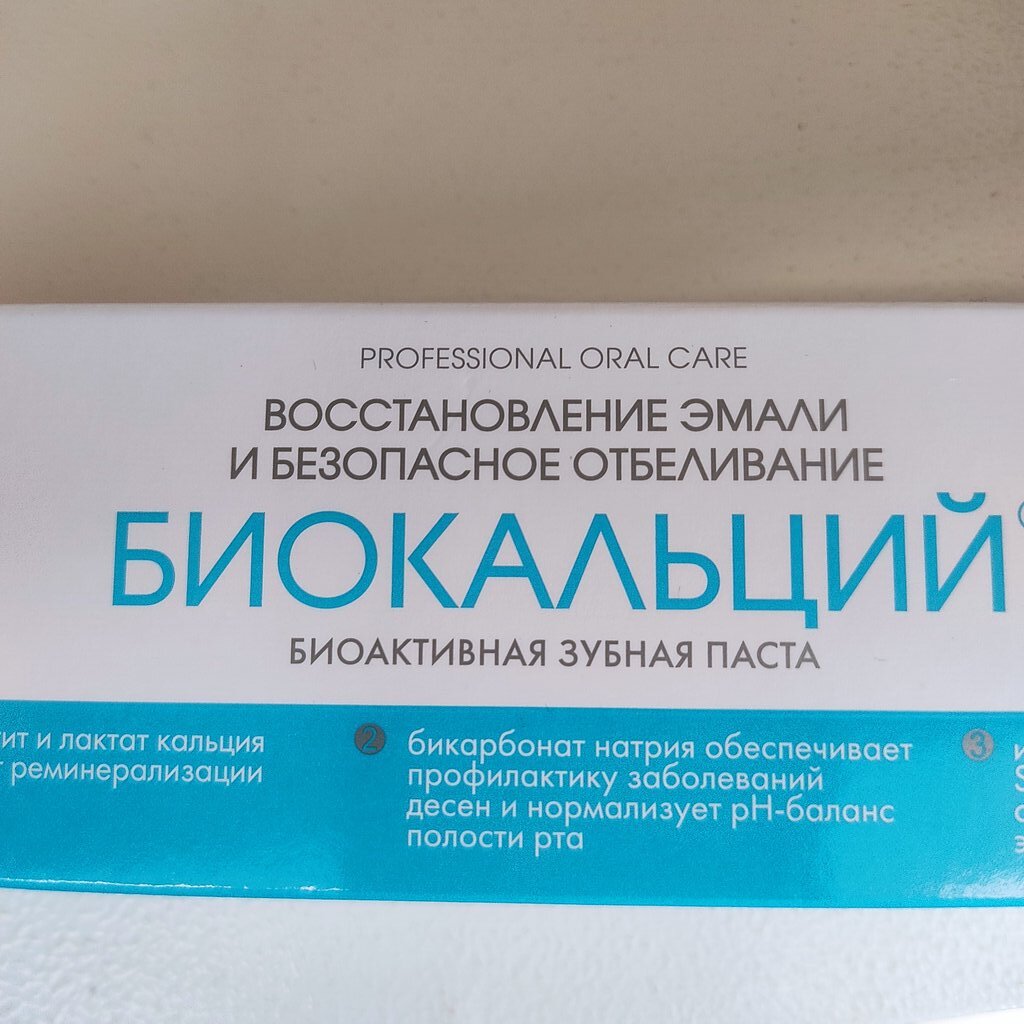 PROFESSIONAL ORAL CARE
ВОССТАНОВЛЕНИЕ ЭМАЛИ
И БЕЗОПАСНОЕ ОТБЕЛИВАНИЕ
БИОКАЛЬЦИЙ
БИОАКТИВНАЯ ЗУБНАЯ ПАСТА
и лактат кальция
реминерализации
2 бикарбонат натрия обеспечивает
профилактику заболеваний
десен и нормализует pH-баланс
полости рта
3